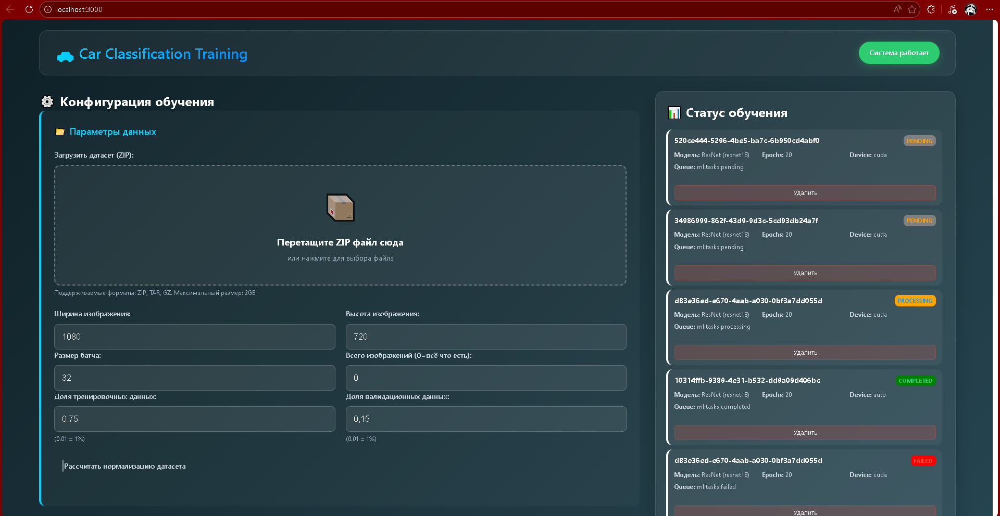 localhost:3000
Car Classification Training
Система работает
Конфигурация обучения
Параметры данных
Загрузить датасет (ZIP):
Перетащите ZIP файл сюда
или нажмите для выбора файла
Поддерживаемые форматы: ZIP, TAR, GZ. Максимальный размер: 2GB
Ширина изображения:
Высота изображения:
1080
720
Размер батча:
Всего изображений (0=всё что есть):
32
0
Доля тренировочных данных:
Доля валидационных данных:
0,75
0,15
(0.01 = 1%)
(0.01 = 1%)
Рассчитать нормализацию датасета
Статус обучения
520ce444-5296-4be5-ba7c-6b950cd4abf0
PENDING
Модель: ResNet (resnet18) Epochs: 20 Device: cuda
Queue: ml:tasks:pending
Удалить
34986999-862f-43d9-9d3c-5cd93db24a7f
PENDING
Модель: ResNet (resnet18) Epochs: 20 Device: cuda
Queue: ml:tasks:pending
Удалить
d83e36ed-e670-4aab-a030-0bf3a7dd055d
PROCESSING
Модель: ResNet (resnet18) Epochs: 20 Device: cuda
Queue: ml:tasks:processing
Удалить
10314ffb-9389-4e31-b532-dd9a09d406bc
COMPLETED
Модель: ResNet (resnet18) Epochs: 20 Device: auto
Queue: ml:tasks:completed
Удалить
d83e36ed-e670-4aab-a030-0bf3a7dd055d
FAILED
Модель: ResNet (resnet18) Epochs: 20 Device: cuda
Queue: ml:tasks:failed
Удалить